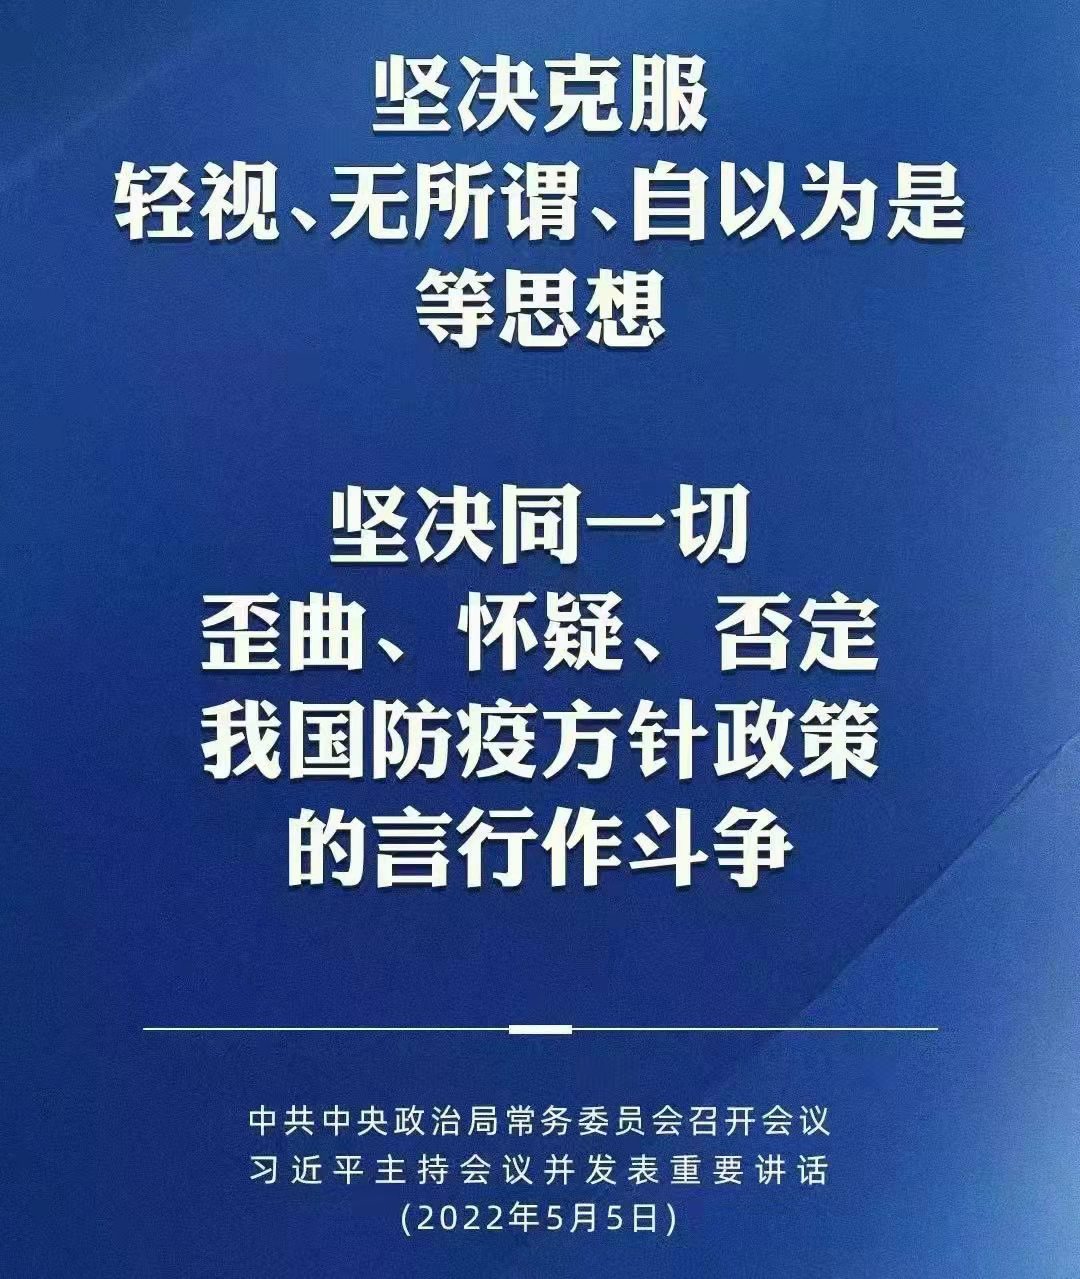 坚决克服
轻视、无所谓、自以为是
等思想
坚决同一切
歪曲、怀疑、否定
我国防疫方针政策
的言行作斗争
中共中央政治局常务委员会召开会议
习近平主持会议并发表重要讲话
(2022年5月5日)